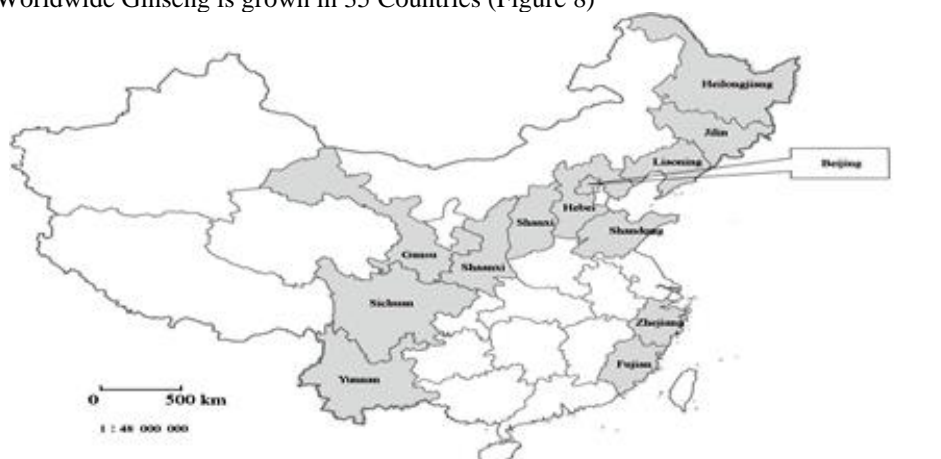 Worldwide Ginseng is grown in 35 Countries (Figure 8)
Heilongjiang
Jilin
Liaoning
Beijing
Hebei
Shanxi
Shandong
Gansu
Shaanxi
Sichuan
Zhejiang
Fujian
Yunnan
0 500 km
1 : 48 000 000